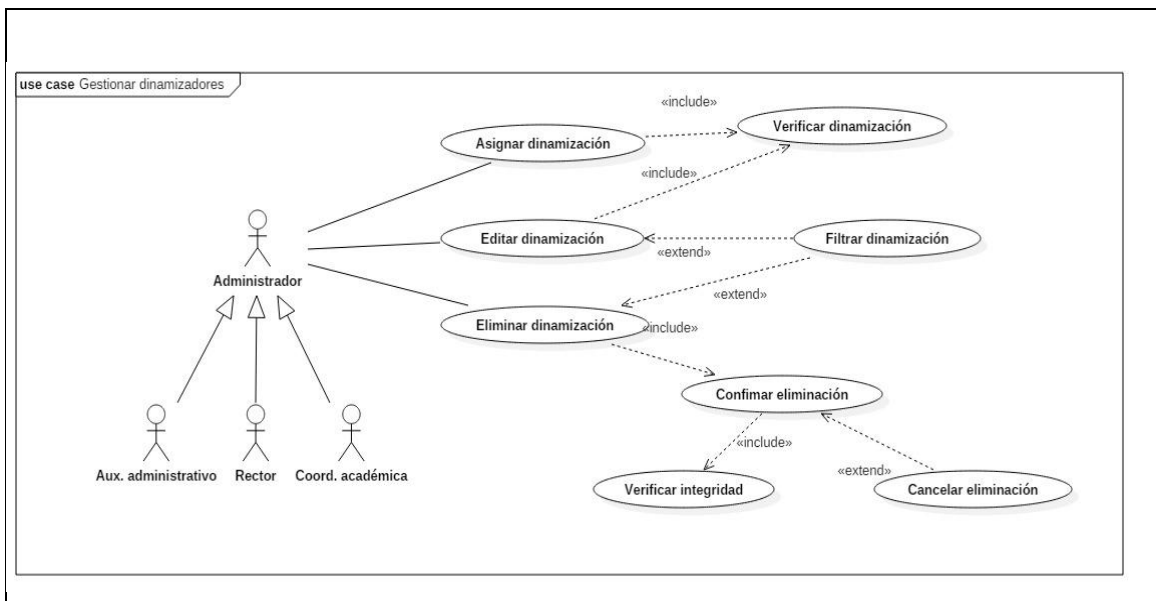 use case Gestionar dinamizadores
«include»
Asignar dinamización
Verificar dinamización
«include»
Editar dinamización
Filtrar dinamización
«extend»
Administrador
«extend»
Eliminar dinamización
«include»
Confimar eliminación
«include»
«extend»
Aux. administrativo
Rector
Coord. académica
Verificar integridad
Cancelar eliminación